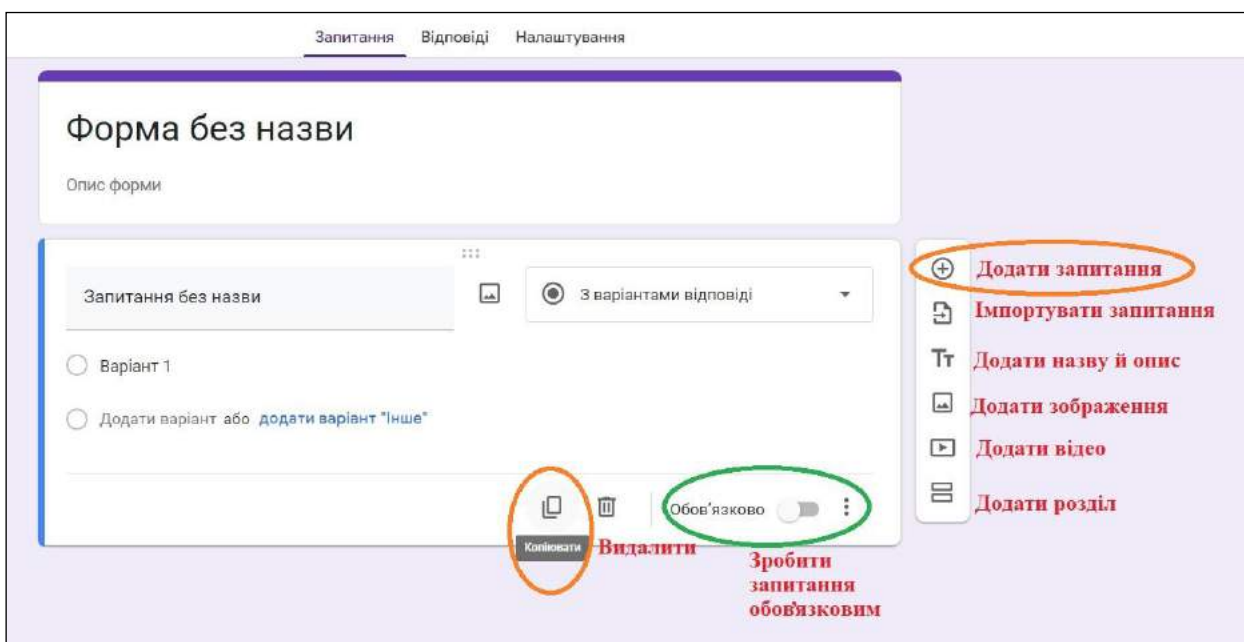 Запитання Відповіді Налаштування
Форма без назви
Опис форми
Запитання без назви
З варіантами відповіді
Варіант 1
Додати варіант або додати варіант "Інше"
Обов'язково
Копіювати
Видалити
Зробити
запитання
обов'язковим
Додати запитання
Імпортувати запитання
Тт Додати назву й опис
Додати зображення
Додати відео
Додати розділ